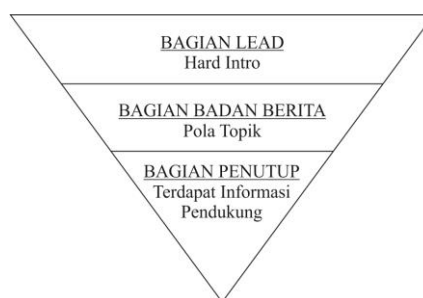 BAGIAN LEAD
Hard Intro
BAGIAN BADAN BERITA
Pola Topik
BAGIAN PENUTUP
Terdapat Informasi
Pendukung